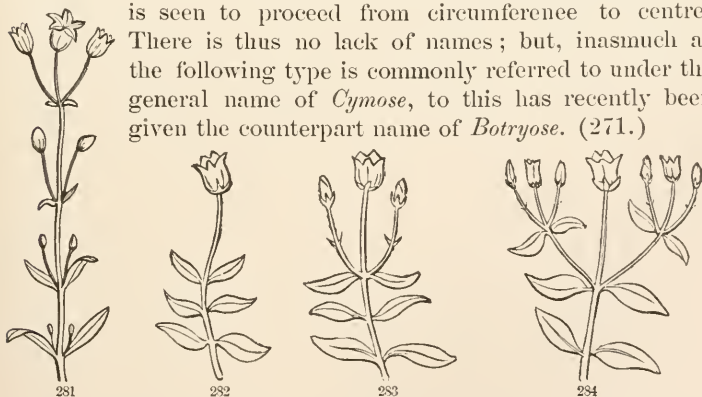 is seen to proceed from circumference to centre
There is thus no lack of names; but, inasmuch a
the following type is commonly referred to under th
general name of Cymose, to this has recently bee
given the counterpart name of Botryose. (271.)
281 282 283 284